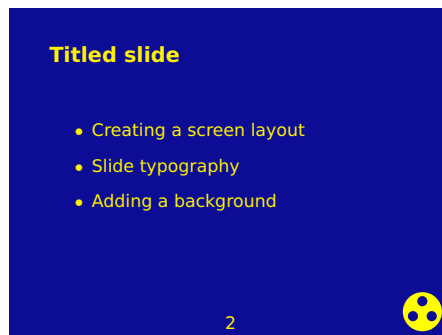 Titled slide
• Creating a screen layout
• Slide typography
• Adding a background
2